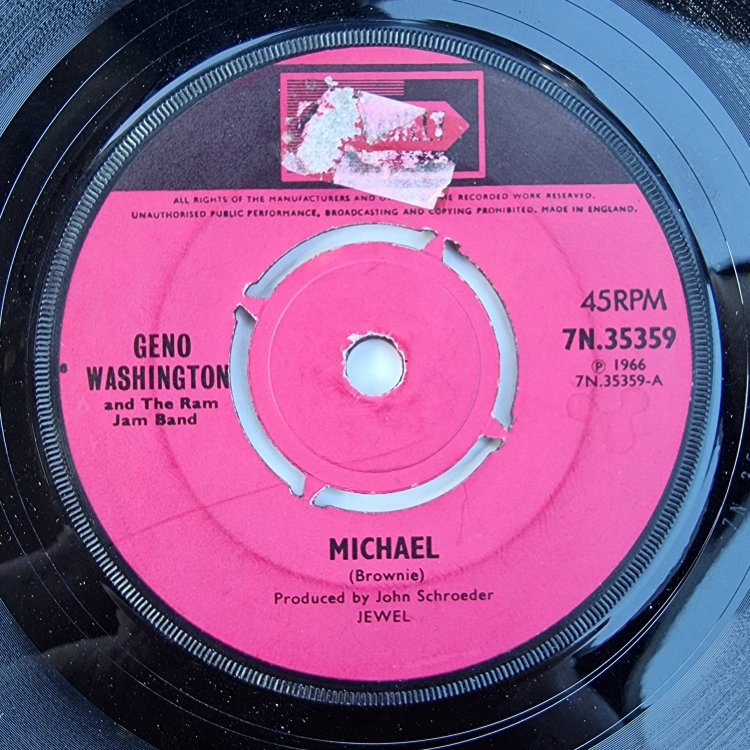 ALL RIGHTS OF THE MANUFACTURERS AND RECORDED WORK RESERVED.
UNAUTHORISED PUBLIC PERFORMANCE, BROADCASTING AND COPYING PROHIBITED. MADE IN ENGLAND.
45RPM
7N.35359
℗ 1966
7N.35359-A
GENO
WASHINGTON
and The Ram
Jam Band
6
MICHAEL
(Brownie)
Produced by John Schroeder
JEWEL